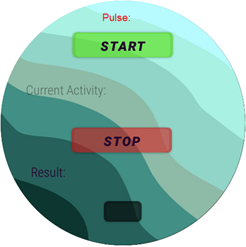 Pulse:
START
Current Activity:
STOP
Result: